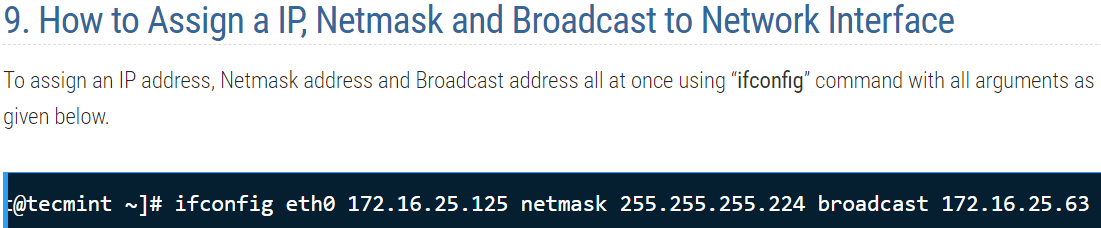 9. How to Assign a IP, Netmask and Broadcast to Network Interface
To assign an IP address, Netmask address and Broadcast address all at once using “ifconfig” command with all arguments as
given below.
t@tecmint ~]# ifconfig eth0 172.16.25.125 netmask 255.255.255.224 broadcast 172.16.25.63